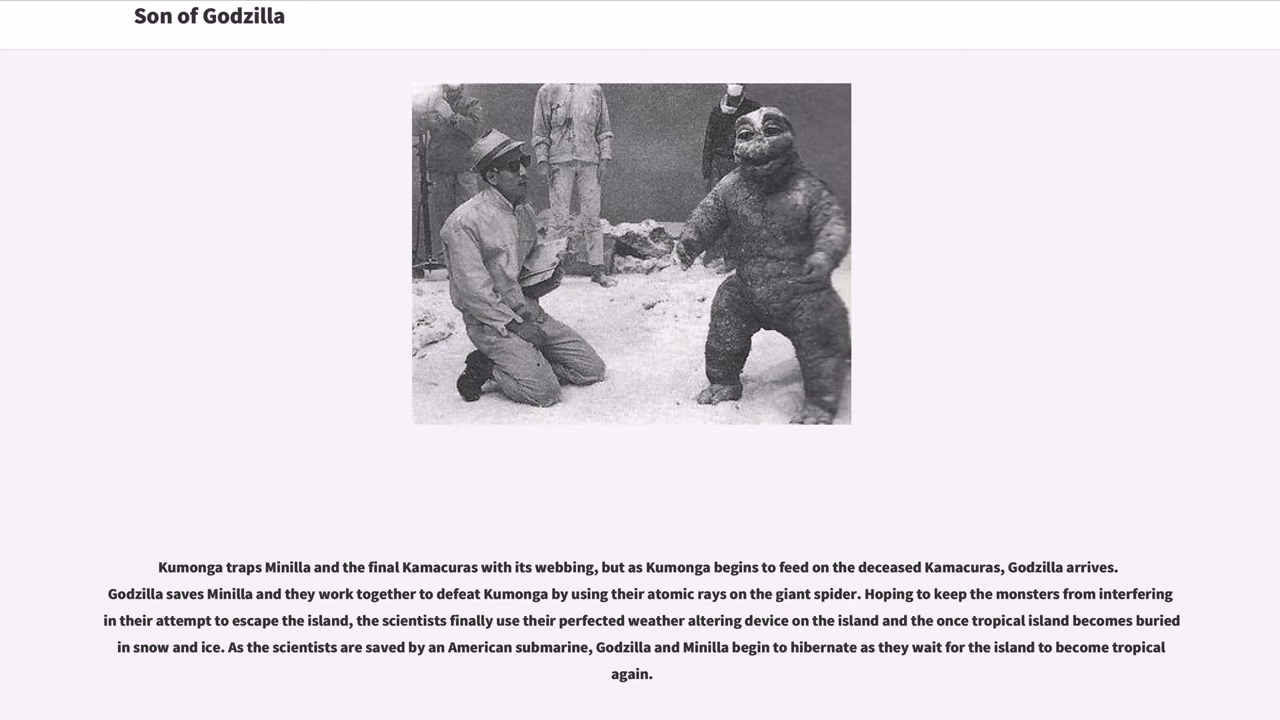 Son of Godzilla
Kumonga traps Minilla and the final Kamacuras with its webbing, but as Kumonga begins to feed on the deceased Kamacuras, Godzilla arrives.
Godzilla saves Minilla and they work together to defeat Kumonga by using their atomic rays on the giant spider. Hoping to keep the monsters from interfering
in their attempt to escape the island, the scientists finally use their perfected weather altering device on the island and the once tropical island becomes buried
in snow and ice. As the scientists are saved by an American submarine, Godzilla and Minilla begin to hibernate as they wait for the island to become tropical
again.